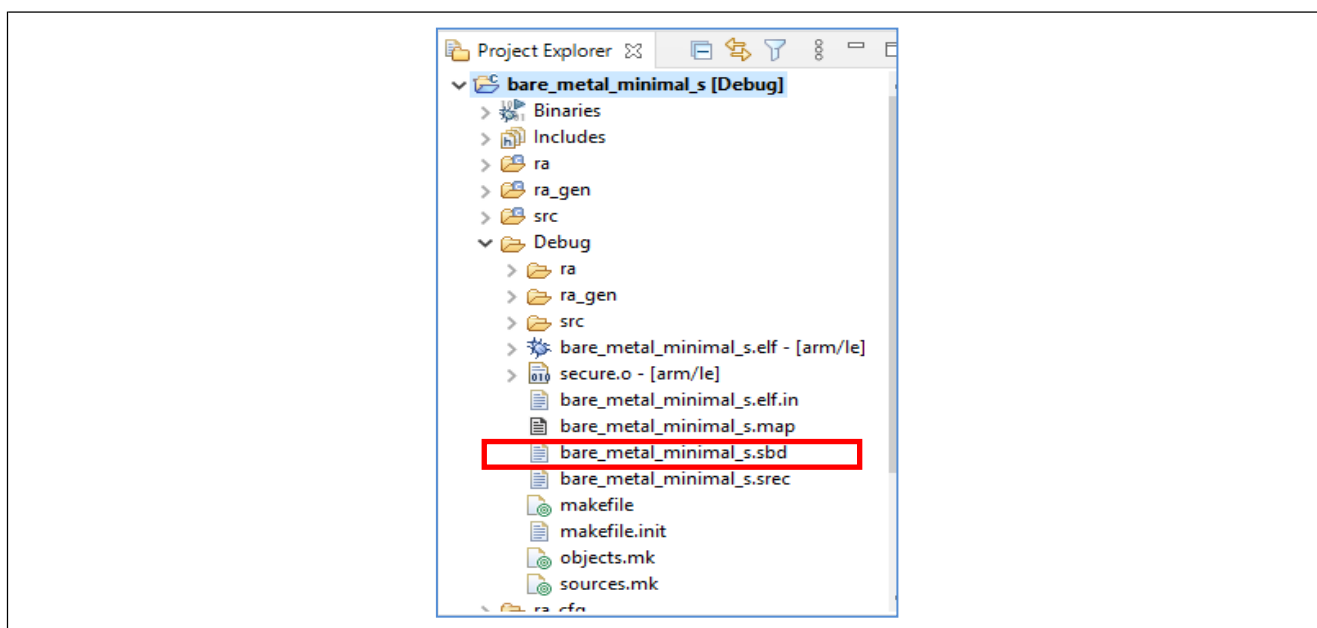 Project Explorer
bare_metal_minimal_s [Debug]
Binaries
Includes
ra
ra_gen
src
Debug
ra
ra_gen
src
bare_metal_minimal_s.elf - [arm/le]
secure.o - [arm/le]
bare_metal_minimal_s.elf.in
bare_metal_minimal_s.map
bare_metal_minimal_s.sbd
bare_metal_minimal_s.srec
makefile
makefile.init
objects.mk
sources.mk
ra_cfg